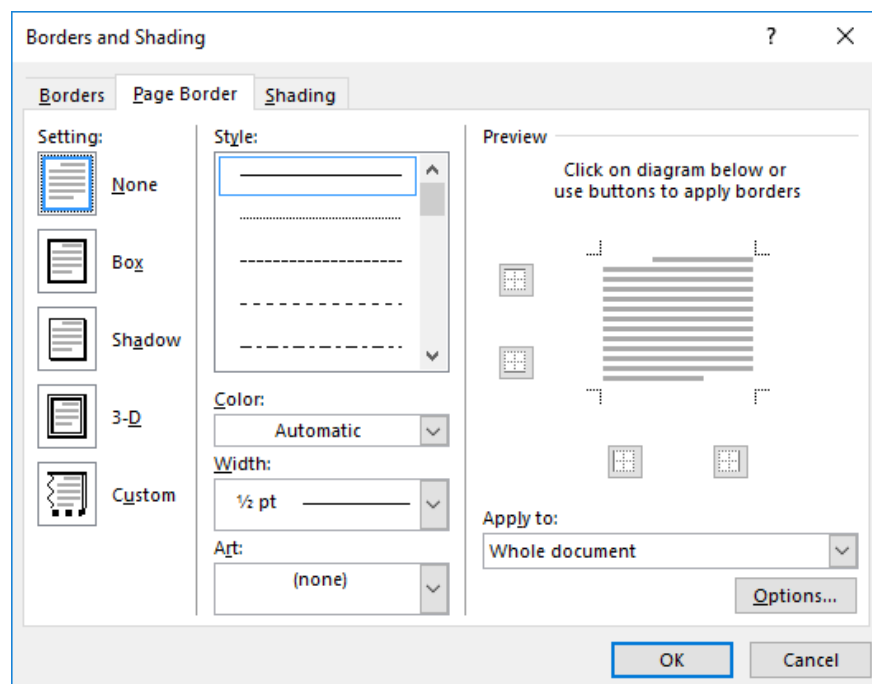 Borders and Shading
?
Borders
Page Border
Shading
Setting:
None
Box
Shadow
3-D
Custom
Style:
Color:
Automatic
Width:
½ pt
Art:
(none)
Preview
Click on diagram below or
use buttons to apply borders
Apply to:
Whole document
Options...
OK
Cancel